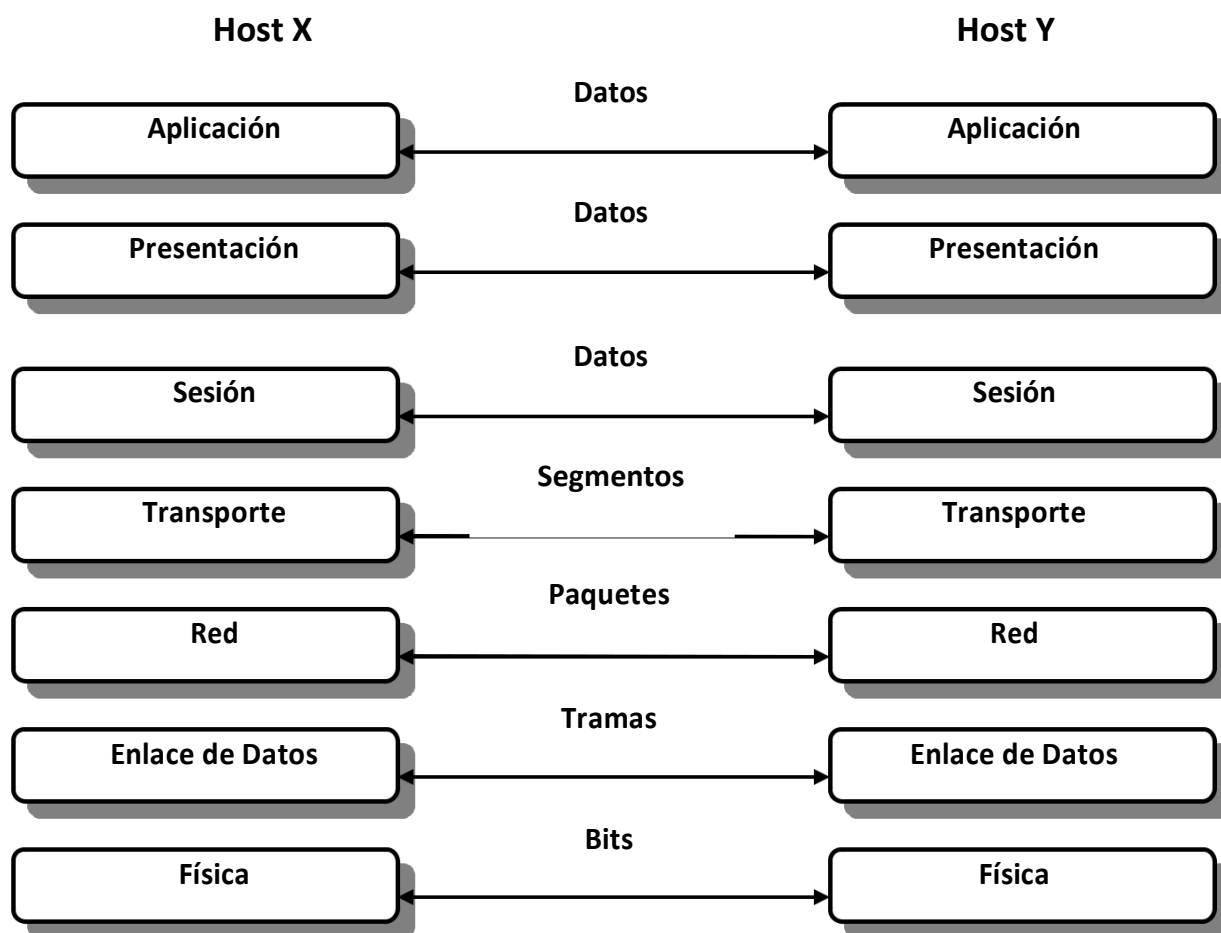 Host X
Host Y
Datos
Aplicación
Aplicación
Datos
Presentación
Presentación
Datos
Sesión
Sesión
Segmentos
Transporte
Transporte
Paquetes
Red
Red
Tramas
Enlace de Datos
Enlace de Datos
Bits
Física
Física